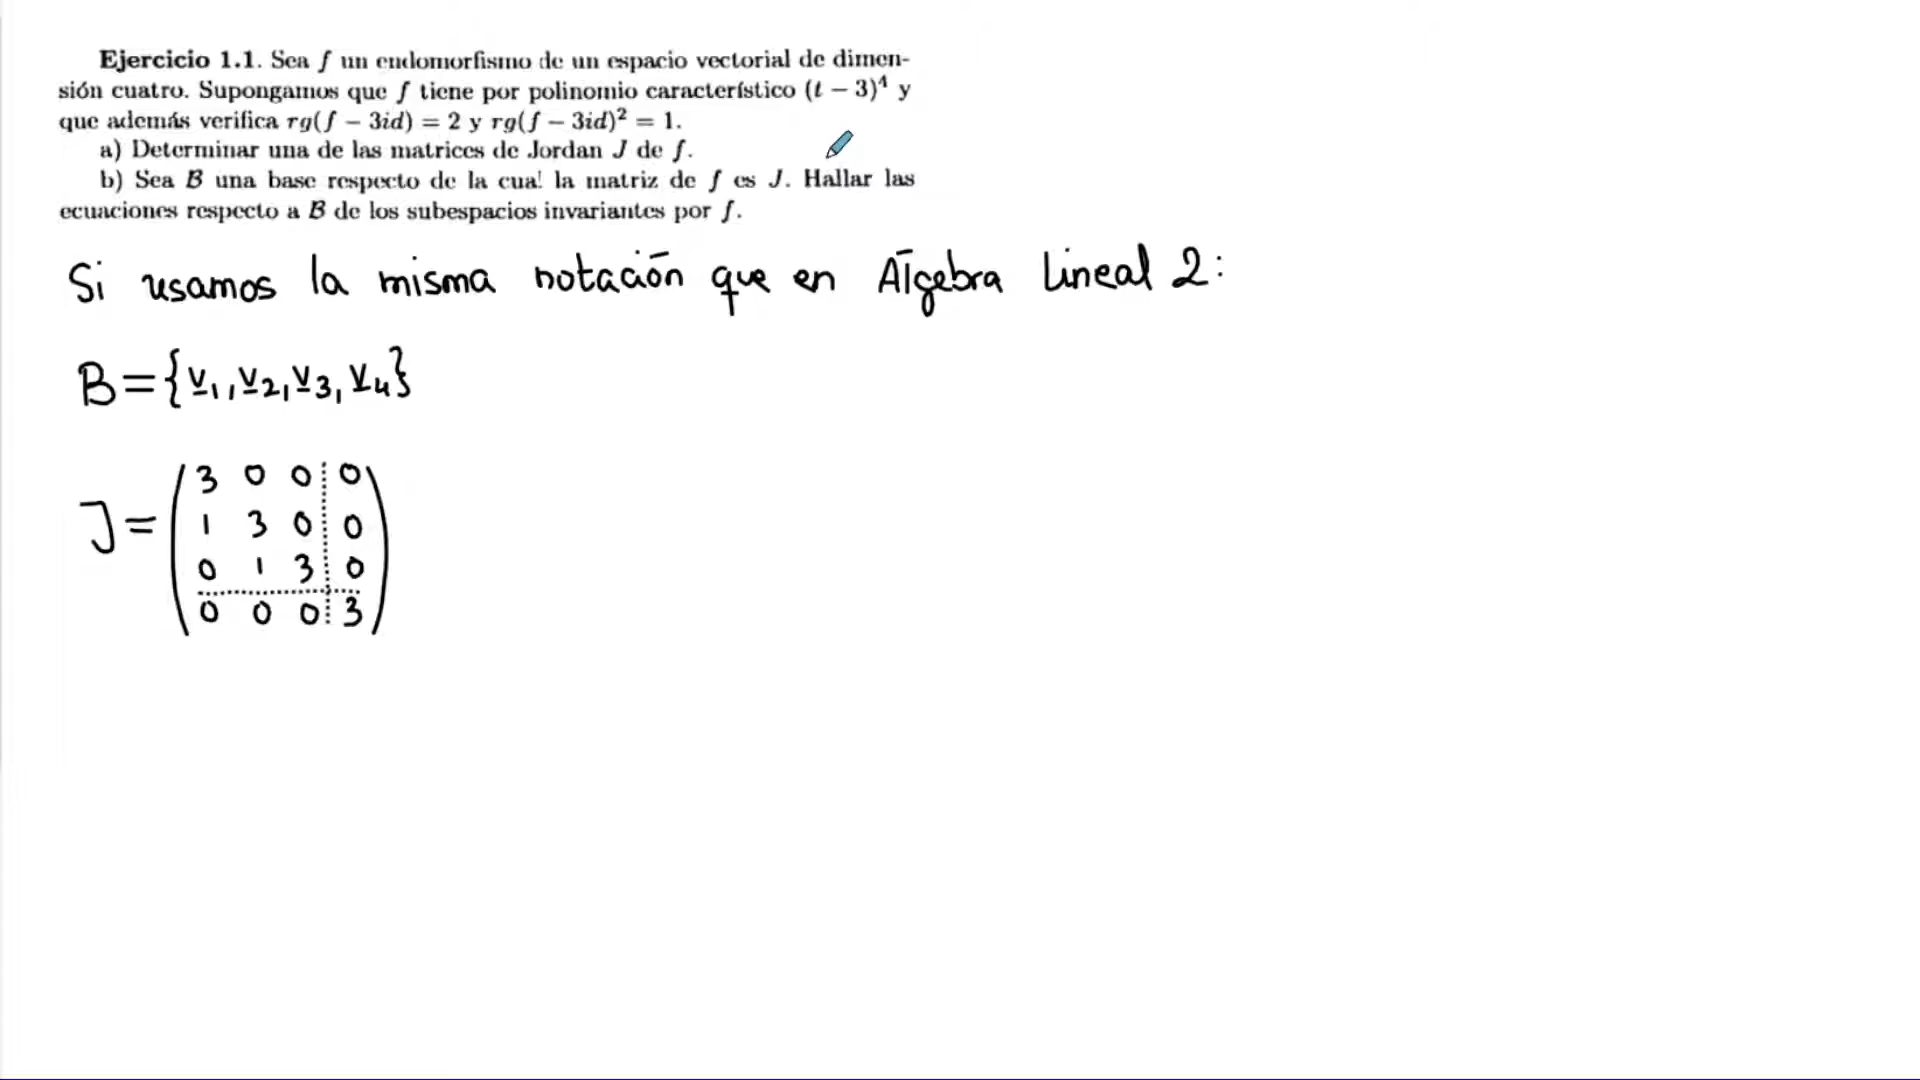 Ejercicio 1.1. Sea f un endomorfismo de un espacio vectorial de dimen-
sión cuatro. Supongamos que f tiene por polinomio característico (t − 3)⁴ y
que además verifica rg(f − 3id) = 2 y rg(f − 3id)² = 1.
a) Determinar una de las matrices de Jordan J de f.
b) Sea B una base respecto de la cual la matriz de f es J. Hallar las
ecuaciones respecto a B de los subespacios invariantes por f.
Si usamos la misma notación que en Álgebra Lineal 2:
B = {v₁, v₂, v₃, v₄}
3 0 0 0
J = 1 3 0 0
0 1 3 0
0 0 0 3